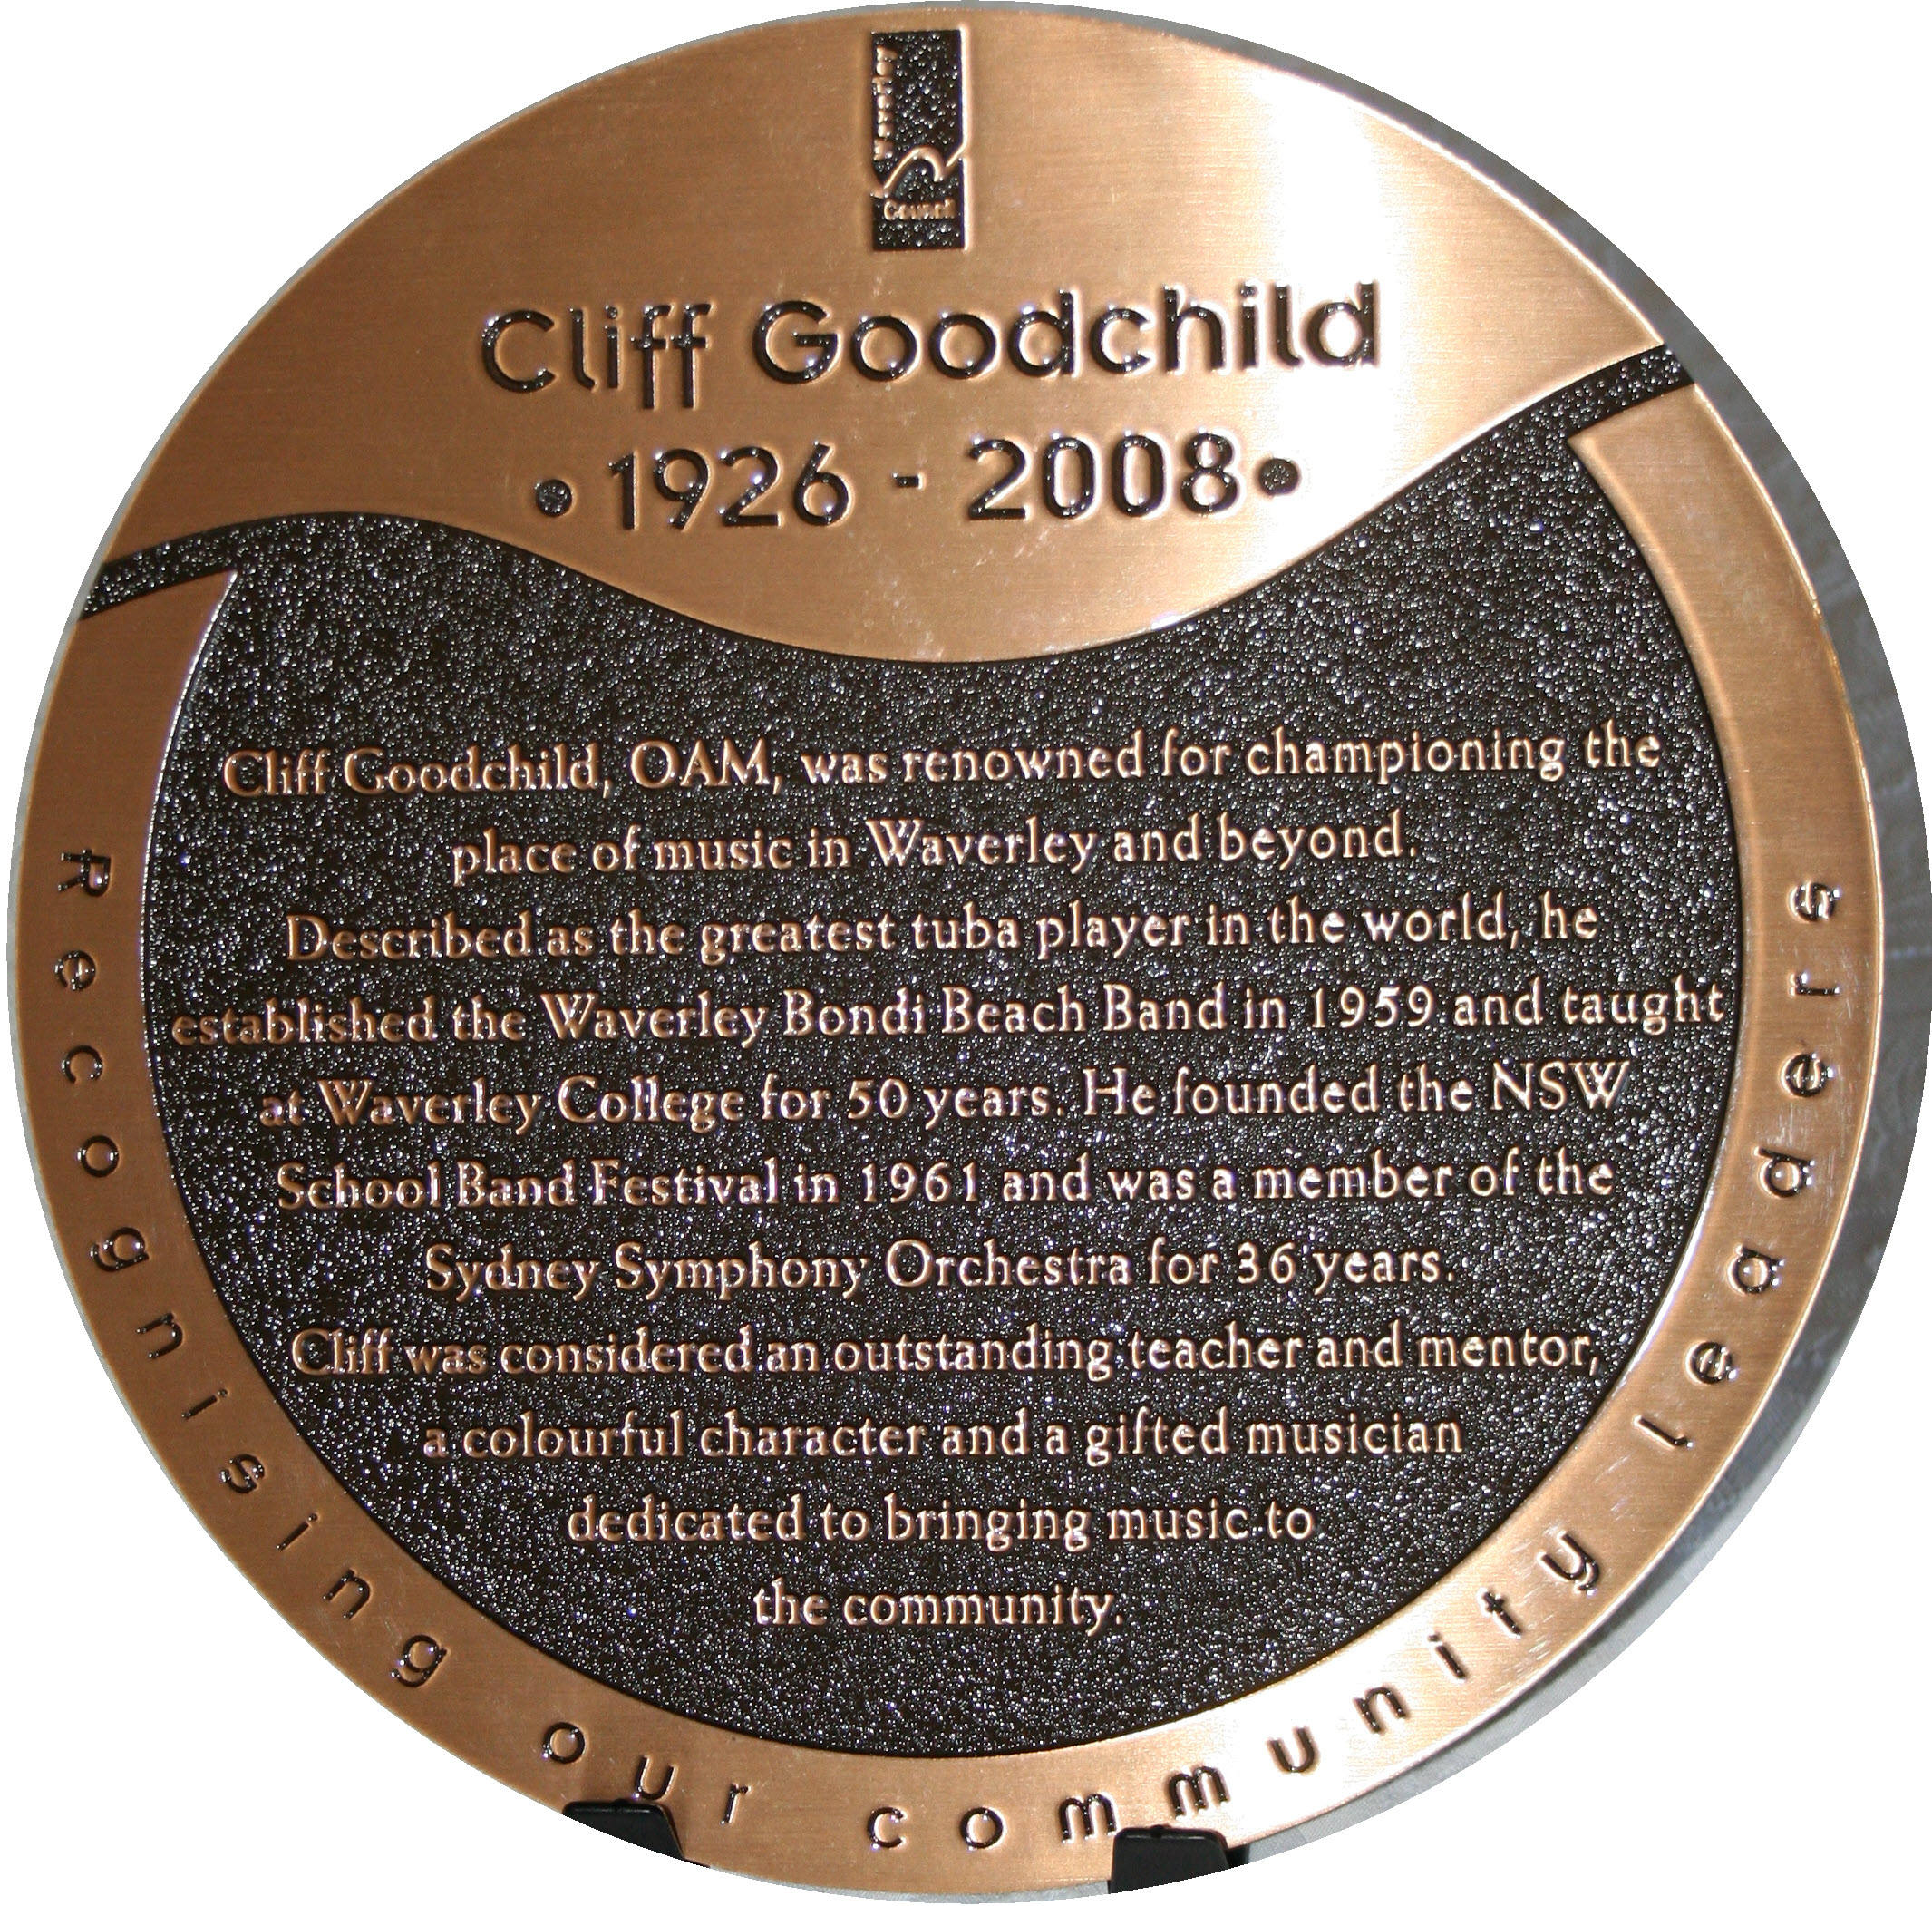 Waverley
Council
Cliff Goodchild
• 1926 - 2008 •
Cliff Goodchild, OAM, was renowned for championing the
place of music in Waverley and beyond.
Described as the greatest tuba player in the world, he
established the Waverley Bondi Beach Band in 1959 and taught
at Waverley College for 50 years. He founded the NSW
School Band Festival in 1961 and was a member of the
Sydney Symphony Orchestra for 36 years.
Cliff was considered an outstanding teacher and mentor,
a colourful character and a gifted musician
dedicated to bringing music to
the community.
Recognising our community leaders